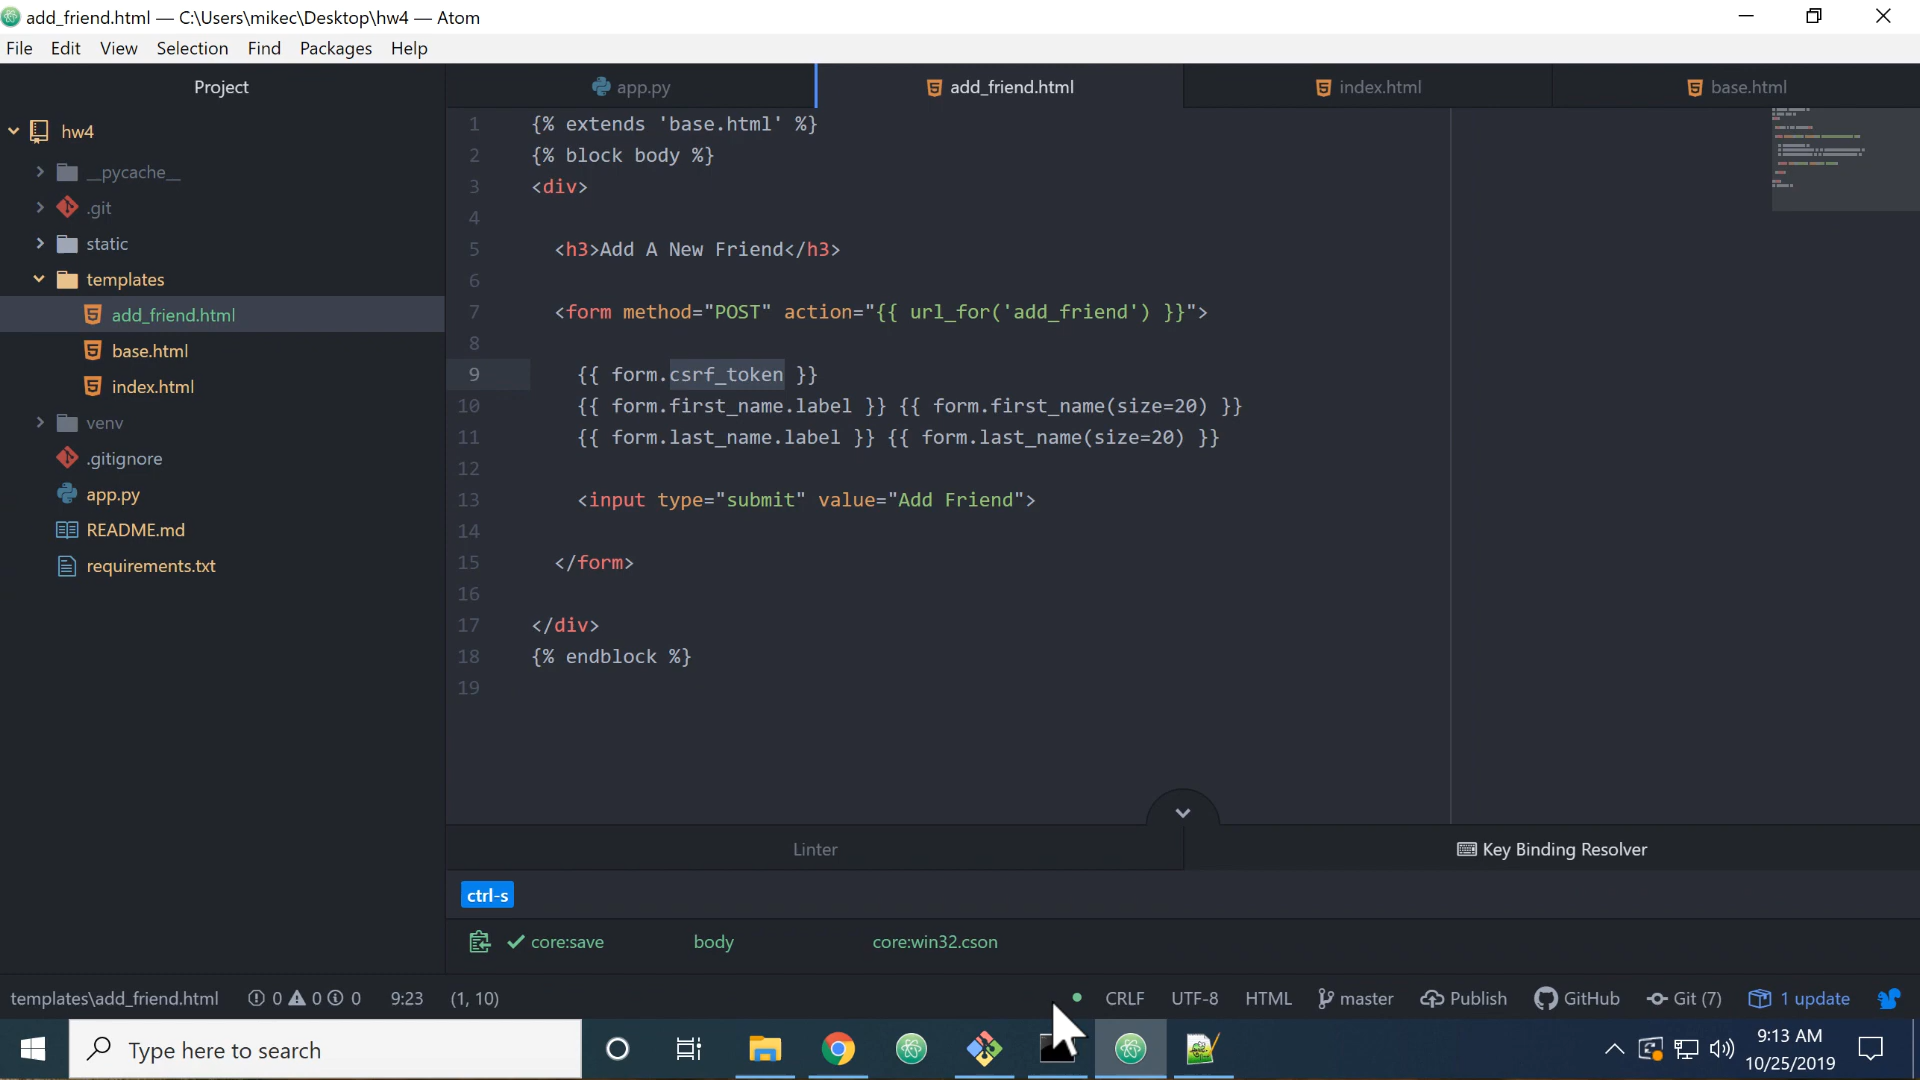 add_friend.html — C:\Users\mikec\Desktop\hw4 — Atom
File Edit View Selection Find Packages Help
Project
hw4
__pycache__
.git
static
templates
add_friend.html
base.html
index.html
venv
.gitignore
app.py
README.md
requirements.txt
app.py add_friend.html index.html base.html
1 {% extends 'base.html' %}
2 {% block body %}
3 <div>
4
5 <h3>Add A New Friend</h3>
6
7 <form method="POST" action="{{ url_for('add_friend') }}">
8
9 {{ form.csrf_token }}
10 {{ form.first_name.label }} {{ form.first_name(size=20) }}
11 {{ form.last_name.label }} {{ form.last_name(size=20) }}
12
13 <input type="submit" value="Add Friend">
14
15 </form>
16
17 </div>
18 {% endblock %}
19
Linter Key Binding Resolver
ctrl-s
core:save body core:win32.cson
templates\add_friend.html 0 0 0 9:23 (1, 10) CRLF UTF-8 HTML master Publish GitHub Git (7) 1 update
Type here to search
9:13 AM
10/25/2019